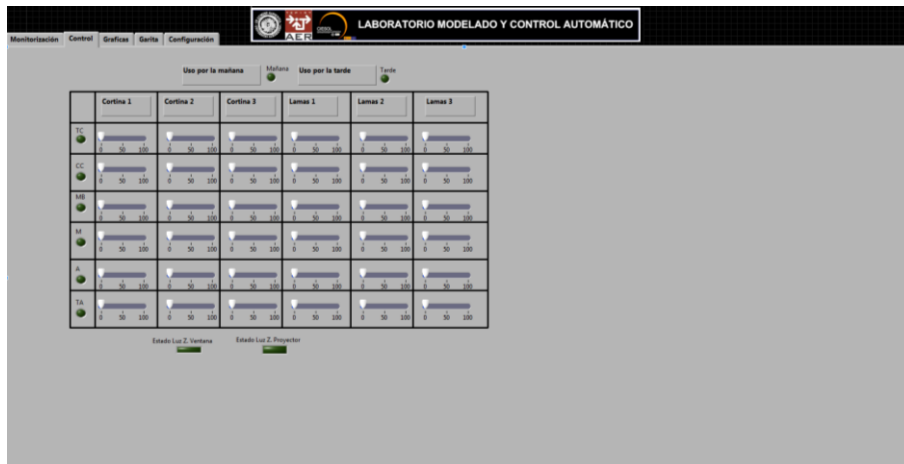 LABORATORIO MODELADO Y CONTROL AUTOMÁTICO
AER
Monitorización Control Graficas Garita Configuración
Uso por la mañana Mañana Uso por la tarde Tarde
Cortina 1 Cortina 2 Cortina 3 Lamas 1 Lamas 2 Lamas 3
TC
0 50 100 0 50 100 0 50 100 0 50 100 0 50 100 0 50 100
CC
0 50 100 0 50 100 0 50 100 0 50 100 0 50 100 0 50 100
MB
0 50 100 0 50 100 0 50 100 0 50 100 0 50 100 0 50 100
M
0 50 100 0 50 100 0 50 100 0 50 100 0 50 100 0 50 100
A
0 50 100 0 50 100 0 50 100 0 50 100 0 50 100 0 50 100
TA
0 50 100 0 50 100 0 50 100 0 50 100 0 50 100 0 50 100
Estado Luz Z. Ventana Estado Luz Z. Proyector